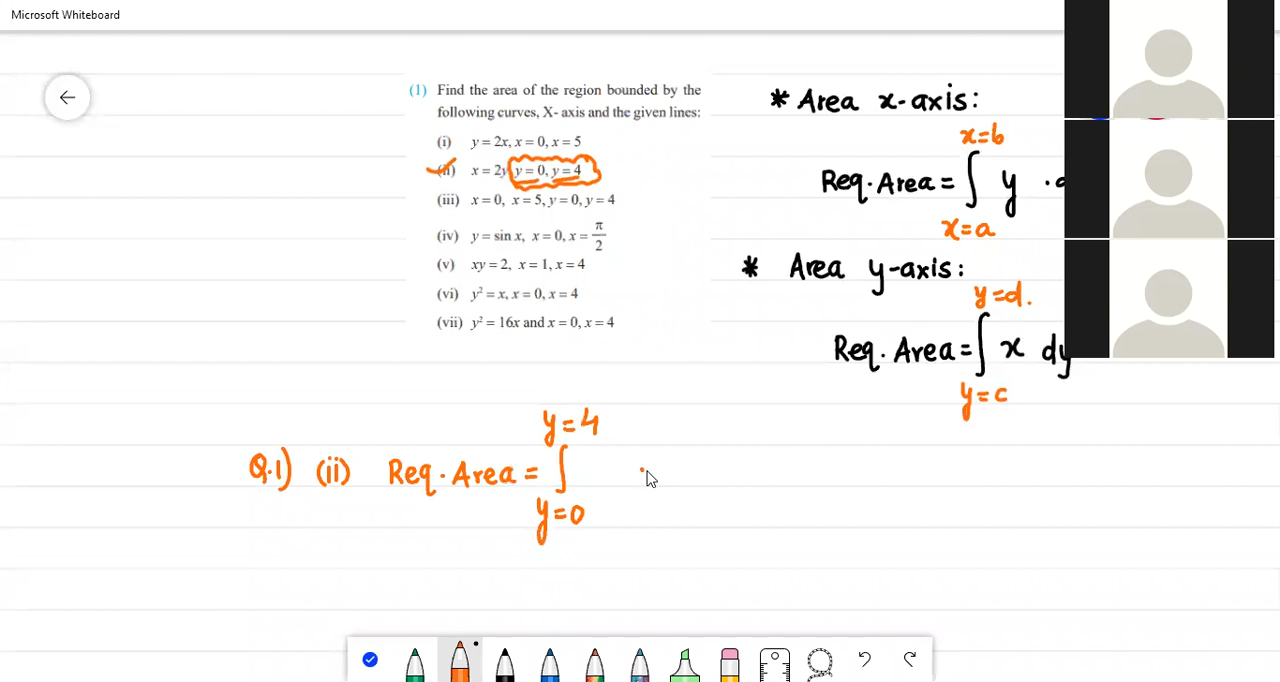 Microsoft Whiteboard
(1) Find the area of the region bounded by the
following curves, X- axis and the given lines:
(i) y = 2x, x = 0, x = 5
(ii) x = 2y y = 0, y = 4
(iii) x = 0, x = 5, y = 0, y = 4
(iv) y = sin x, x = 0, x = π/2
(v) xy = 2, x = 1, x = 4
(vi) y² = x, x = 0, x = 4
(vii) y² = 16x and x = 0, x = 4
* Area x-axis:
x=b
Req. Area = ∫ y .
x=a
* Area y-axis:
y=d.
Req. Area = ∫ x dy
y=c
y=4
Q.1) (ii) Req. Area = ∫
y=0